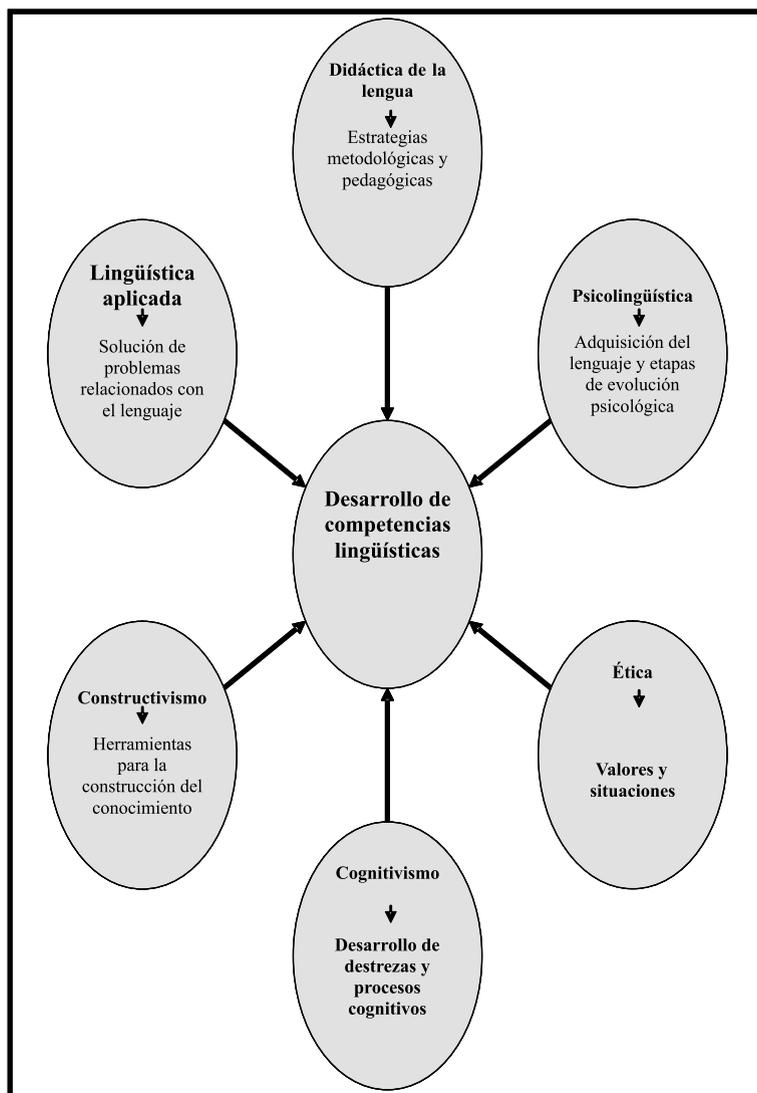 Didáctica de la
lengua
Estrategias
metodológicas y
pedagógicas
Lingüística
aplicada
Solución de
problemas
relacionados con
el lenguaje
Psicolingüística
Adquisición del
lenguaje y etapas
de evolución
psicológica
Desarrollo de
competencias
lingüísticas
Constructivismo
Herramientas
para la
construcción del
conocimiento
Ética
Valores y
situaciones
Cognitivismo
Desarrollo de
destrezas y
procesos
cognitivos